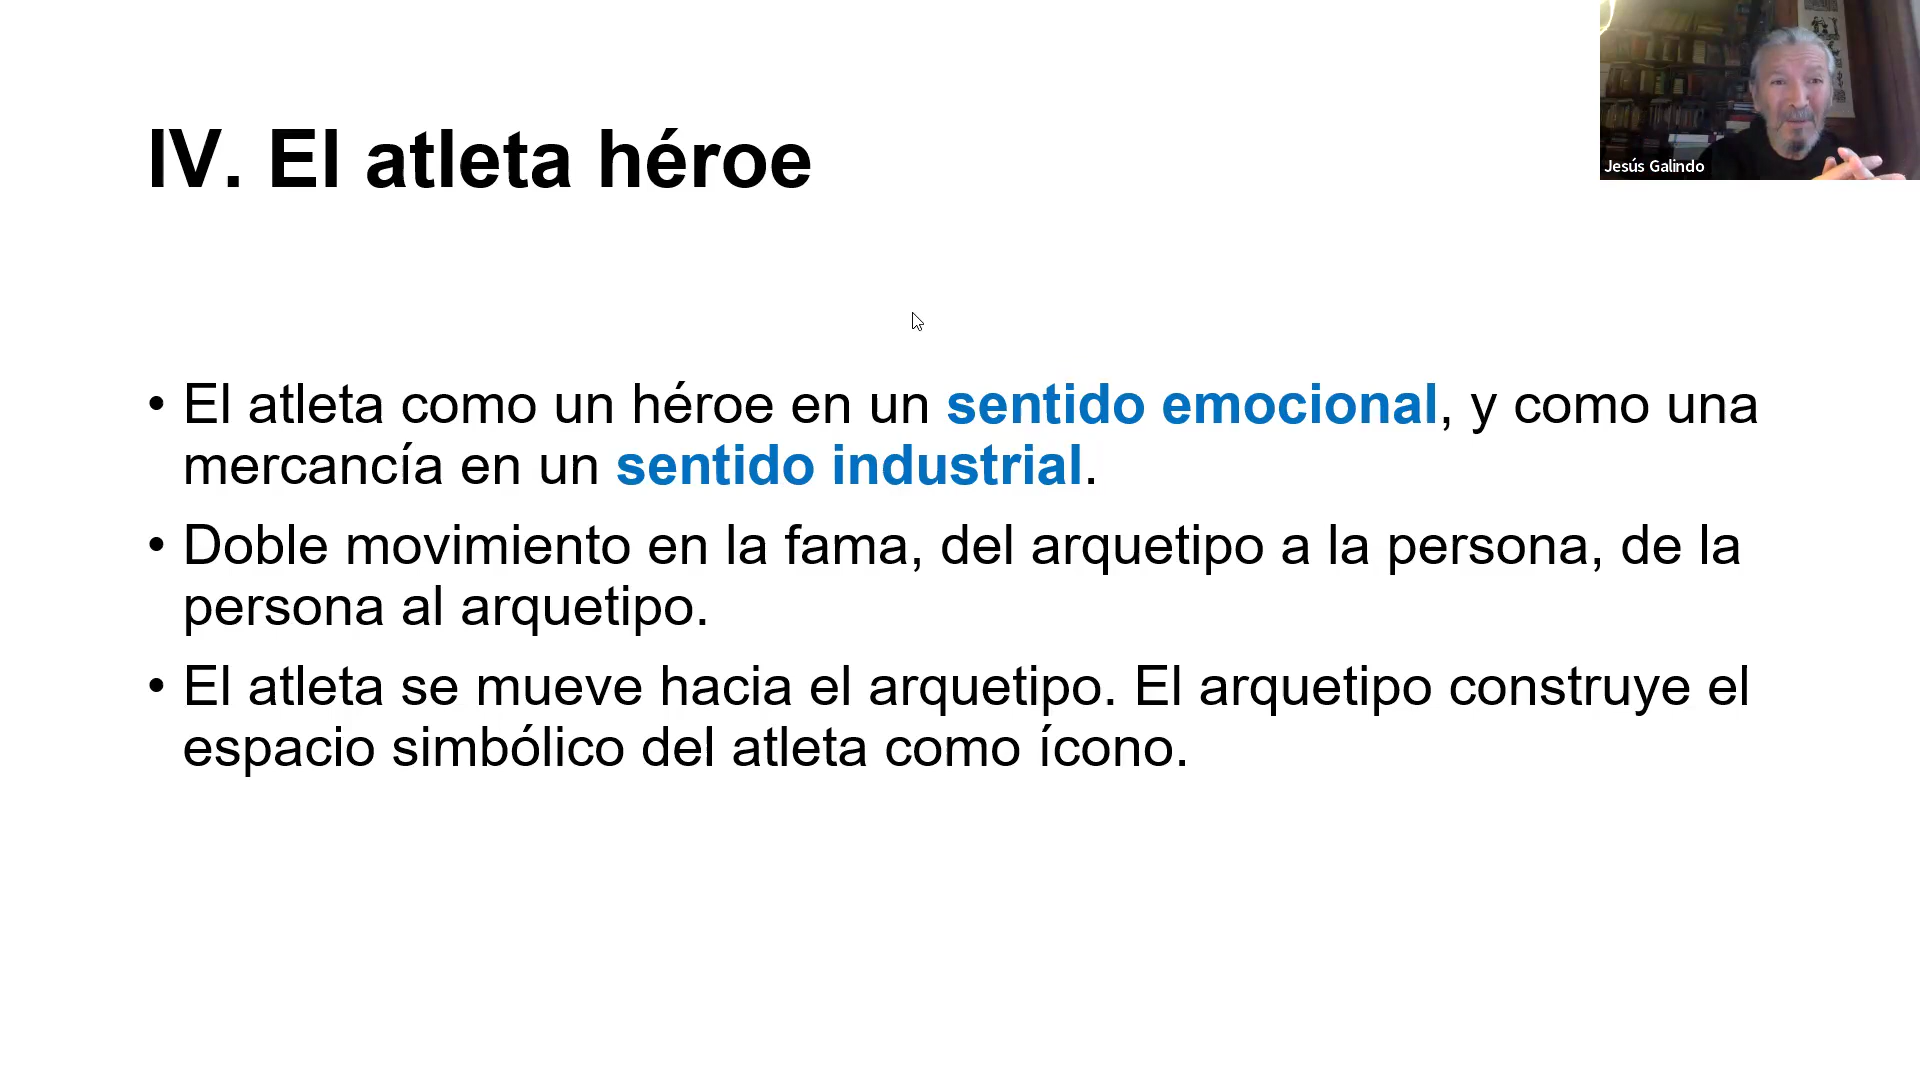 IV. El atleta héroe
Jesús Galindo
• El atleta como un héroe en un sentido emocional, y como una
mercancía en un sentido industrial.
• Doble movimiento en la fama, del arquetipo a la persona, de la
persona al arquetipo.
• El atleta se mueve hacia el arquetipo. El arquetipo construye el
espacio simbólico del atleta como ícono.